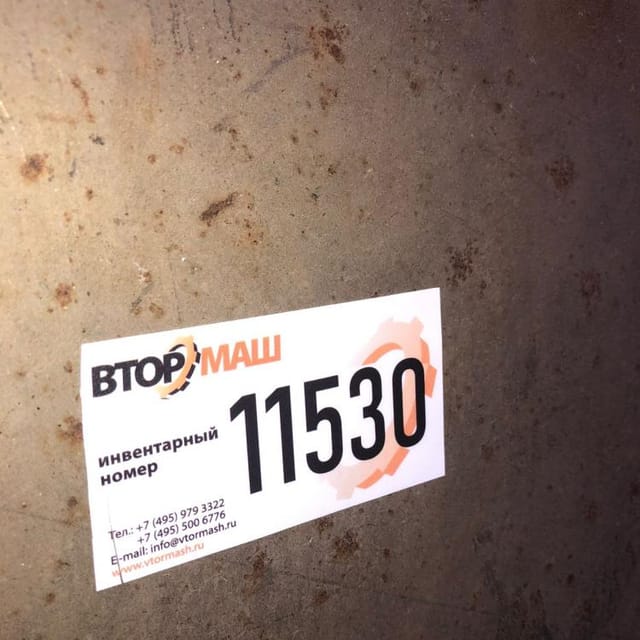 ВТОРМАШ
инвентарный
номер
11530
Тел.: +7 (495) 979 3322
+7 (495) 500 6776
E-mail: info@vtormash.ru
www.vtormash.ru